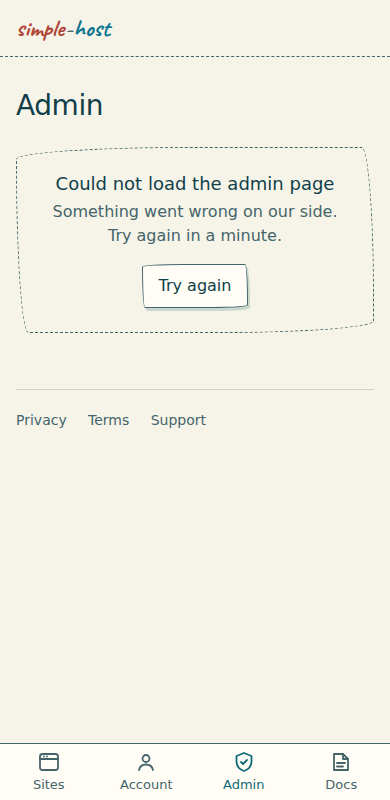 simple-host
Admin
Could not load the admin page
Something went wrong on our side.
Try again in a minute.
Try again
Privacy Terms Support
Sites Account Admin Docs